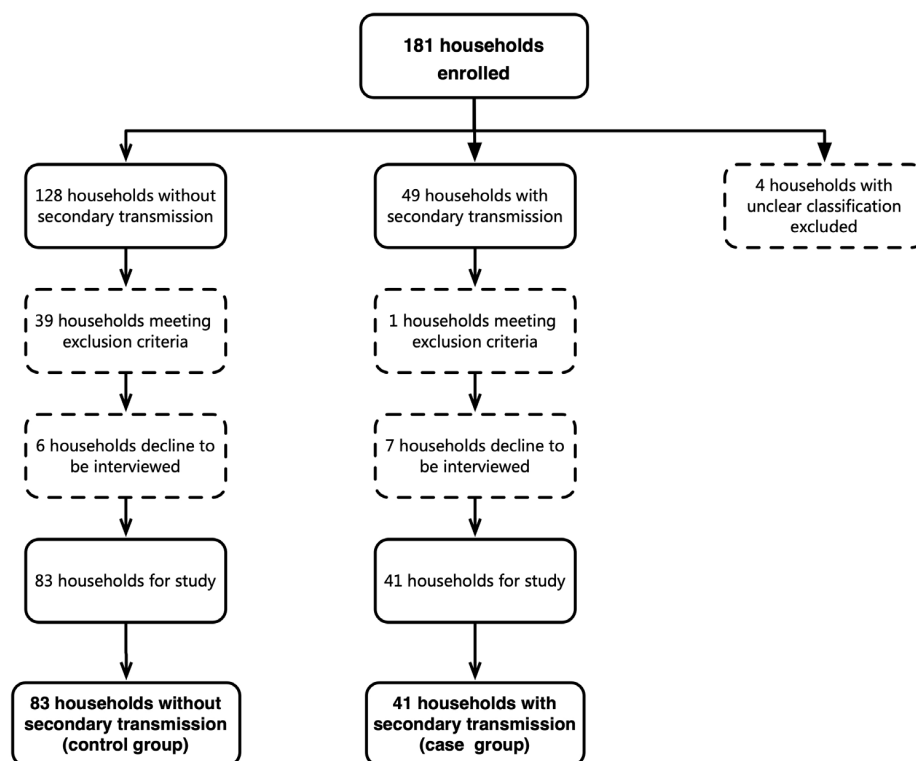 181 households
enrolled
128 households without
secondary transmission
49 households with
secondary transmission
4 households with
unclear classification
excluded
39 households meeting
exclusion criteria
1 households meeting
exclusion criteria
6 households decline to
be interviewed
7 households decline to
be interviewed
83 households for study
41 households for study
83 households without
secondary transmission
(control group)
41 households with
secondary transmission
(case group)